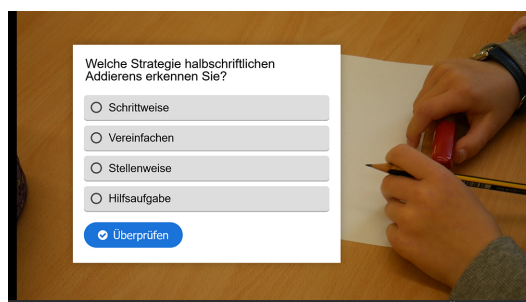 Welche Strategie halbschriftlichen
Addierens erkennen Sie?
Schrittweise
Vereinfachen
Stellenweise
Hilfsaufgabe
Überprüfen